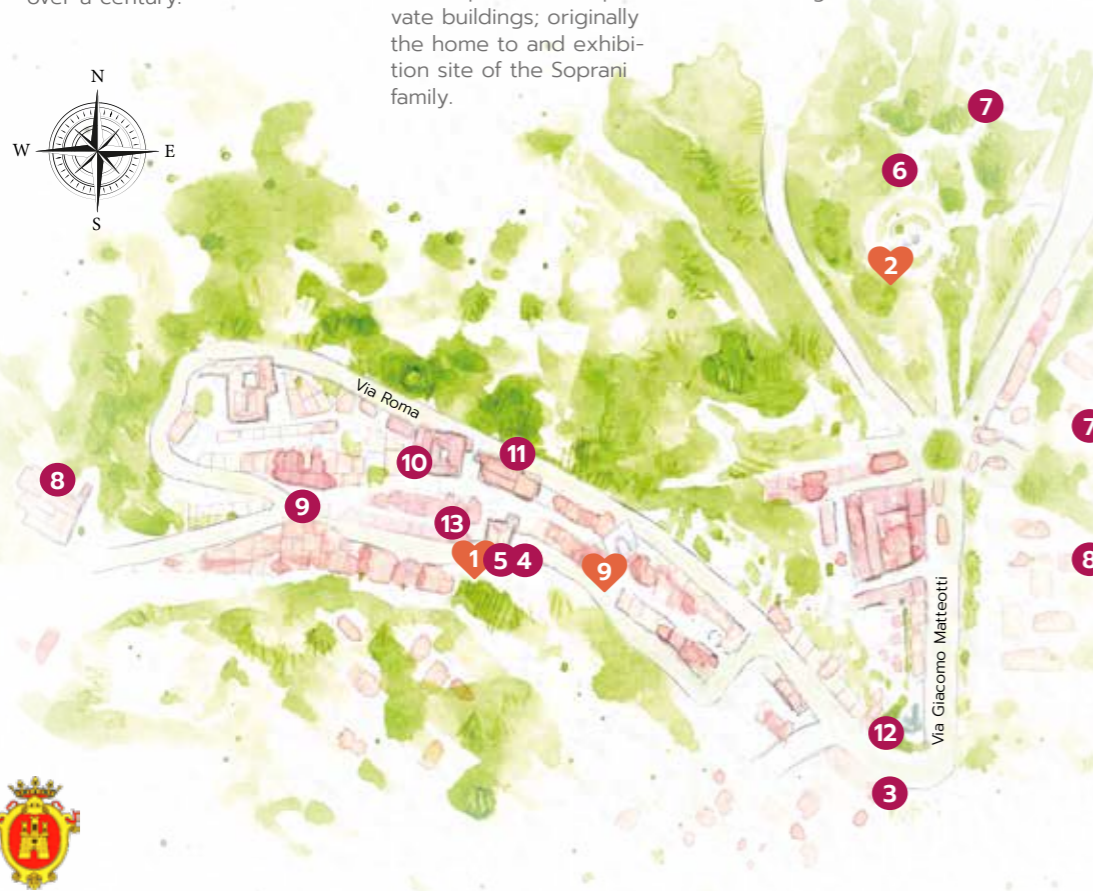 over a century.
vate buildings; originally
the home to and exhibi-
tion site of the Soprani
family.
N
W
E
S
7
6
2
Via Roma
7
11
10
8
9
13
1
5
4
9
8
Via Giacomo Matteotti
12
3